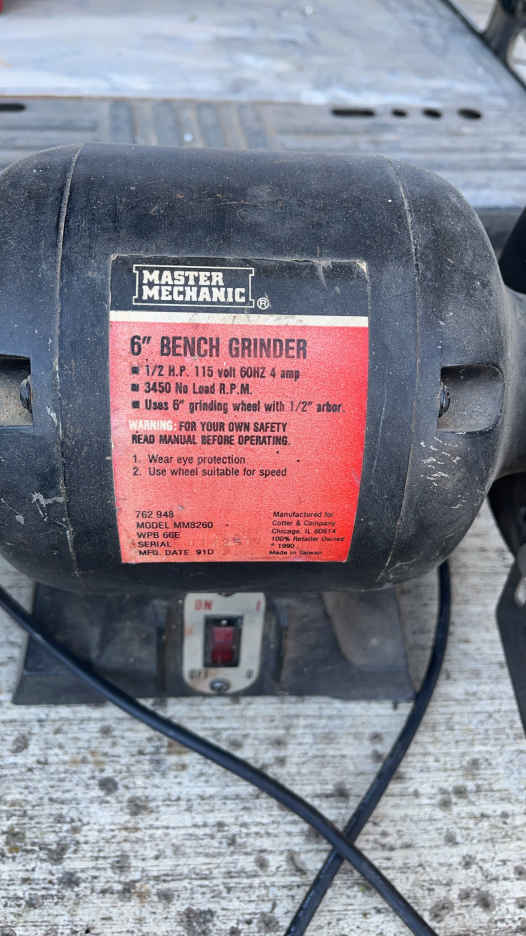 MASTER
MECHANIC ®
6" BENCH GRINDER
■ 1/2 H.P. 115 volt 60HZ 4 amp
■ 3450 No Load R.P.M.
■ Uses 6" grinding wheel with 1/2" arbor.
WARNING: FOR YOUR OWN SAFETY
READ MANUAL BEFORE OPERATING.
1. Wear eye protection
2. Use wheel suitable for speed
762 948
MODEL MM8260
WPB 66E
SERIAL
MFG. DATE 91D
Manufactured for
Cotter & Company
Chicago, IL 60614
100% Retailer Owned
© 1990
Made in Taiwan
ON I
OFF O